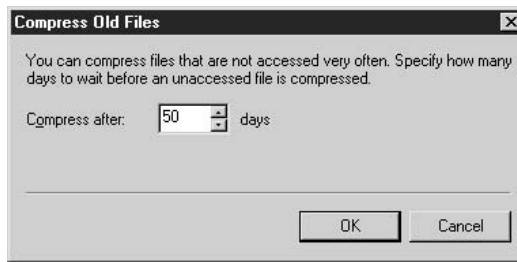 Compress Old Files
You can compress files that are not accessed very often. Specify how many
days to wait before an unaccessed file is compressed.
Compress after: 50 days
OK Cancel